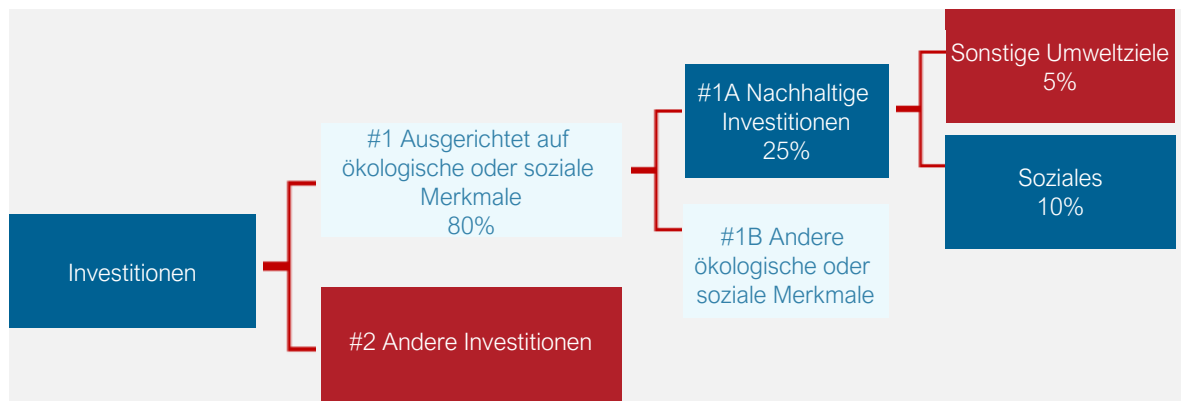 Investitionen
#1 Ausgerichtet auf
ökologische oder soziale
Merkmale
80%
#2 Andere Investitionen
#1A Nachhaltige
Investitionen
25%
#1B Andere
ökologische oder
soziale Merkmale
Sonstige Umweltziele
5%
Soziales
10%